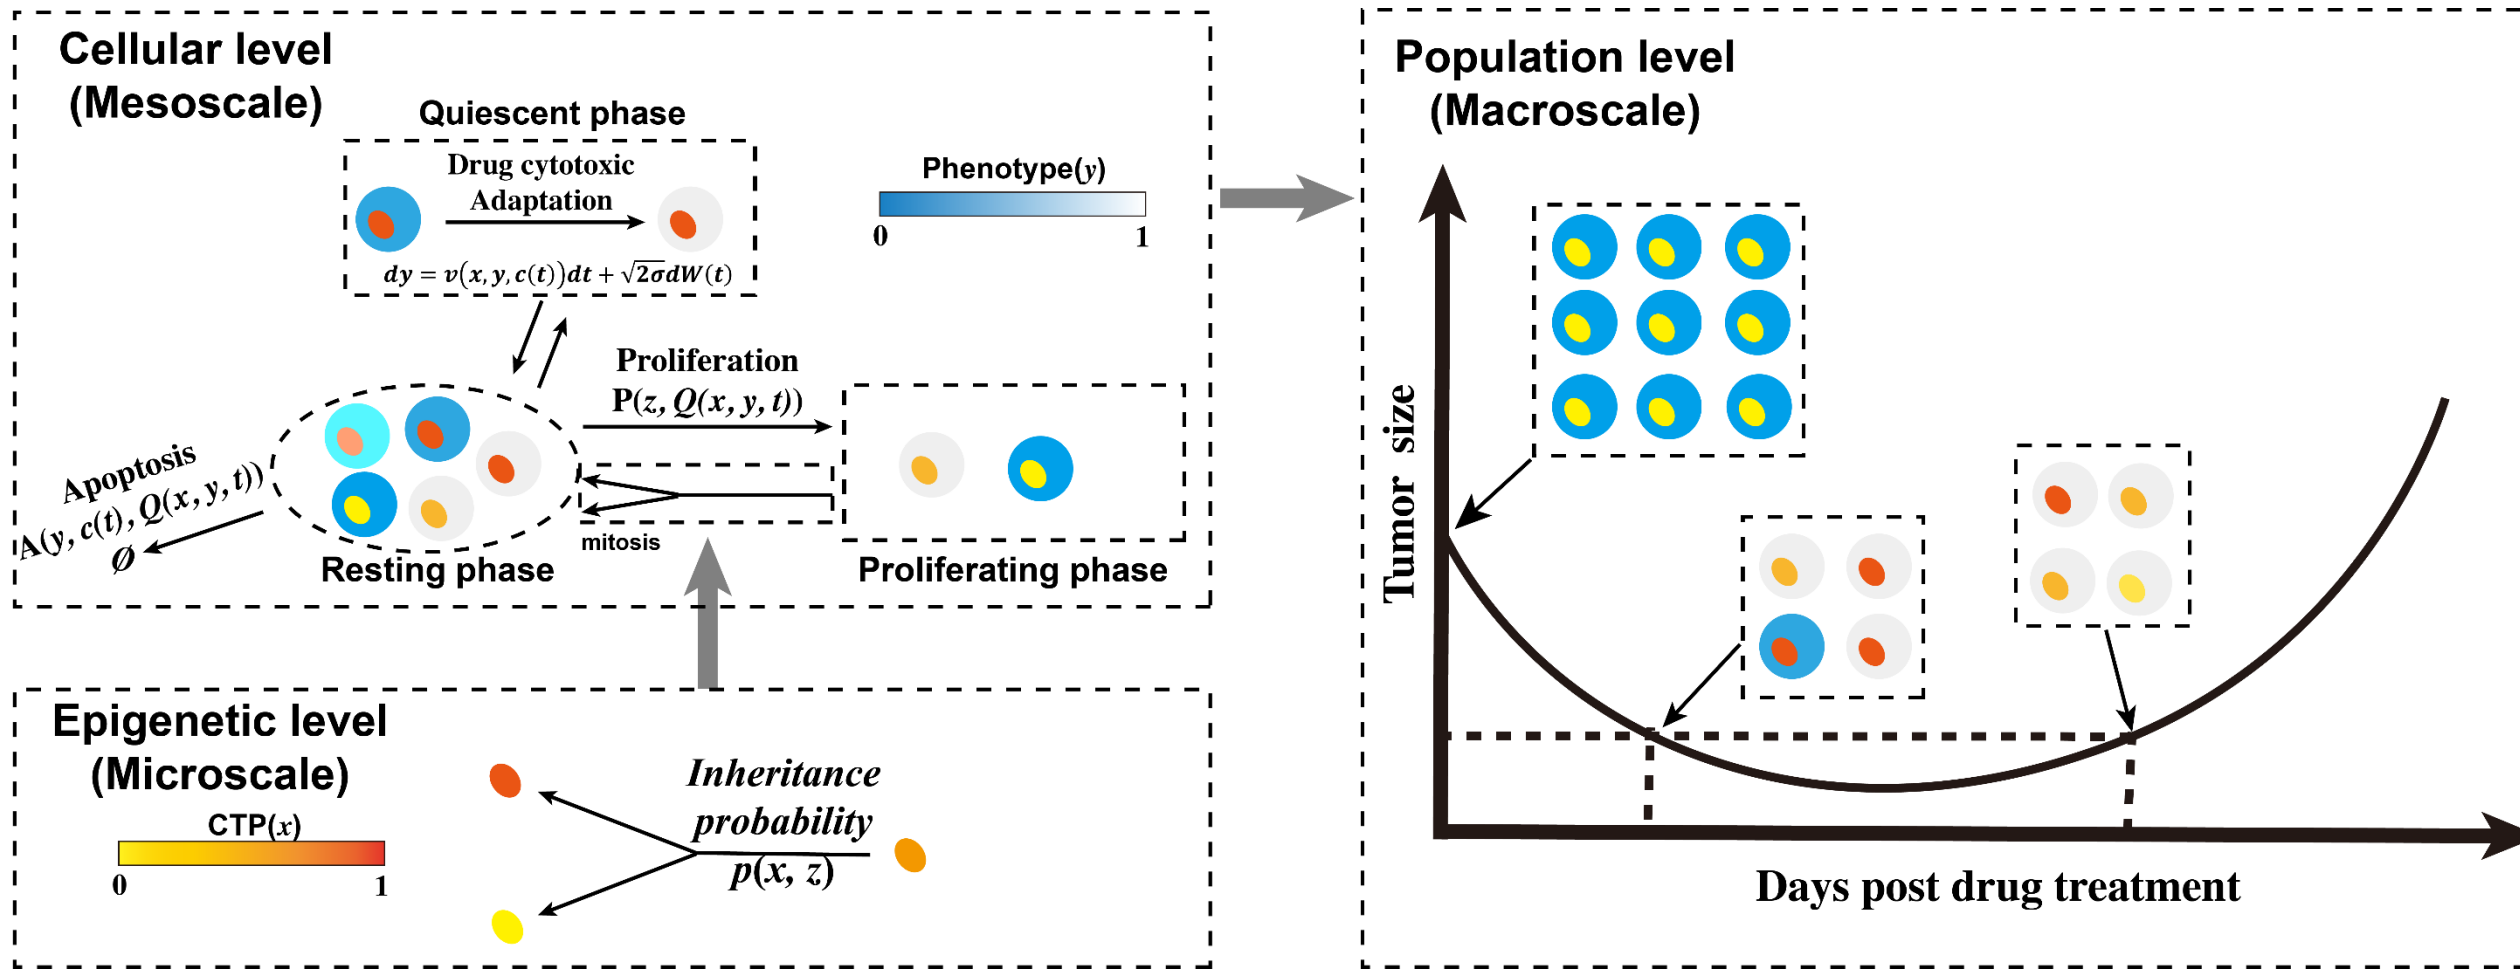 Cellular level
(Mesoscale)
Quiescent phase
Drug cytotoxic
Adaptation
dy = v(x, y, c(t))dt + √2σdW(t)
Phenotype(y)
0 1
Proliferation
P(z, Q(x, y, t))
Apoptosis
A(y, c(t), Q(x, y, t))
Ø
mitosis
Resting phase
Proliferating phase
Epigenetic level
(Microscale)
CTP(x)
0 1
Inheritance
probability
p(x, z)
Population level
(Macroscale)
Tumor size
Days post drug treatment